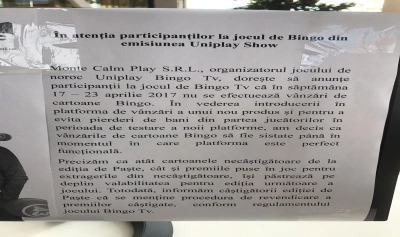 În atenția participanților la jocul de Bingo din
emisiunea Uniplay Show
Monte Calm Play S.R.L., organizatorul jocului de
noroc Uniplay Bingo Tv, dorește să anunțe
participanții la jocul de Bingo Tv că în săptămâna
17 – 23 aprilie 2017 nu se efectuează vânzări de
cartoane Bingo. În vederea introducerii în
platforma de vânzări a unui nou produs și pentru a
evita pierderi de bani din partea jucătorilor în
perioada de testare a noii platforme, am decis ca
vânzările de cartoane Bingo să fie sistate până în
momentul în care platforma este perfect
funcțională.
Precizăm ca atât cartoanele necâștigătoare de la
ediția de Paște, cât și premiile puse în joc pentru
extragerile din necâștigătoare, își păstrează pe
deplin valabilitatea pentru ediția următoare a
jocului. Totodată, informăm câștigătorii ediției de
Paște că se menține procedura de revendicare a
premiilor câștigate, conform regulamentului
jocului Bingo Tv.